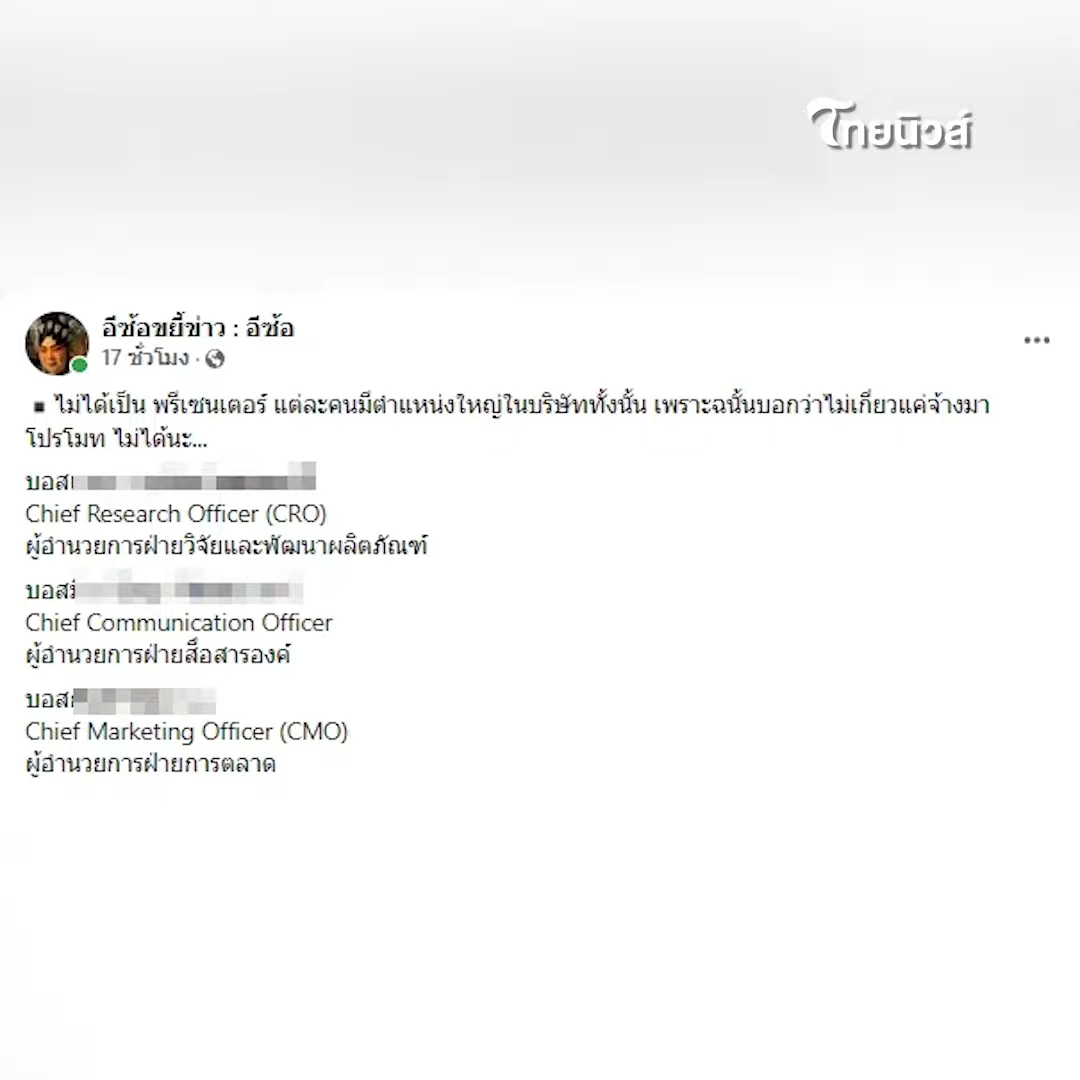 ไทยนิวส์
อีซ้อขยี้ข่าว : อีซ้อ
17 ชั่วโมง ·
▪ ไม่ได้เป็น พรีเซนเตอร์ แต่ละคนมีตำแหน่งใหญ่ในบริษัททั้งนั้น เพราะฉนั้นบอกว่าไม่เกี่ยวแค่จ้างมา
โปรโมท ไม่ได้นะ...
บอส
Chief Research Officer (CRO)
ผู้อำนวยการฝ่ายวิจัยและพัฒนาผลิตภัณฑ์
บอส
Chief Communication Officer
ผู้อำนวยการฝ่ายสื่อสารองค์
บอส
Chief Marketing Officer (CMO)
ผู้อำนวยการฝ่ายการตลาด